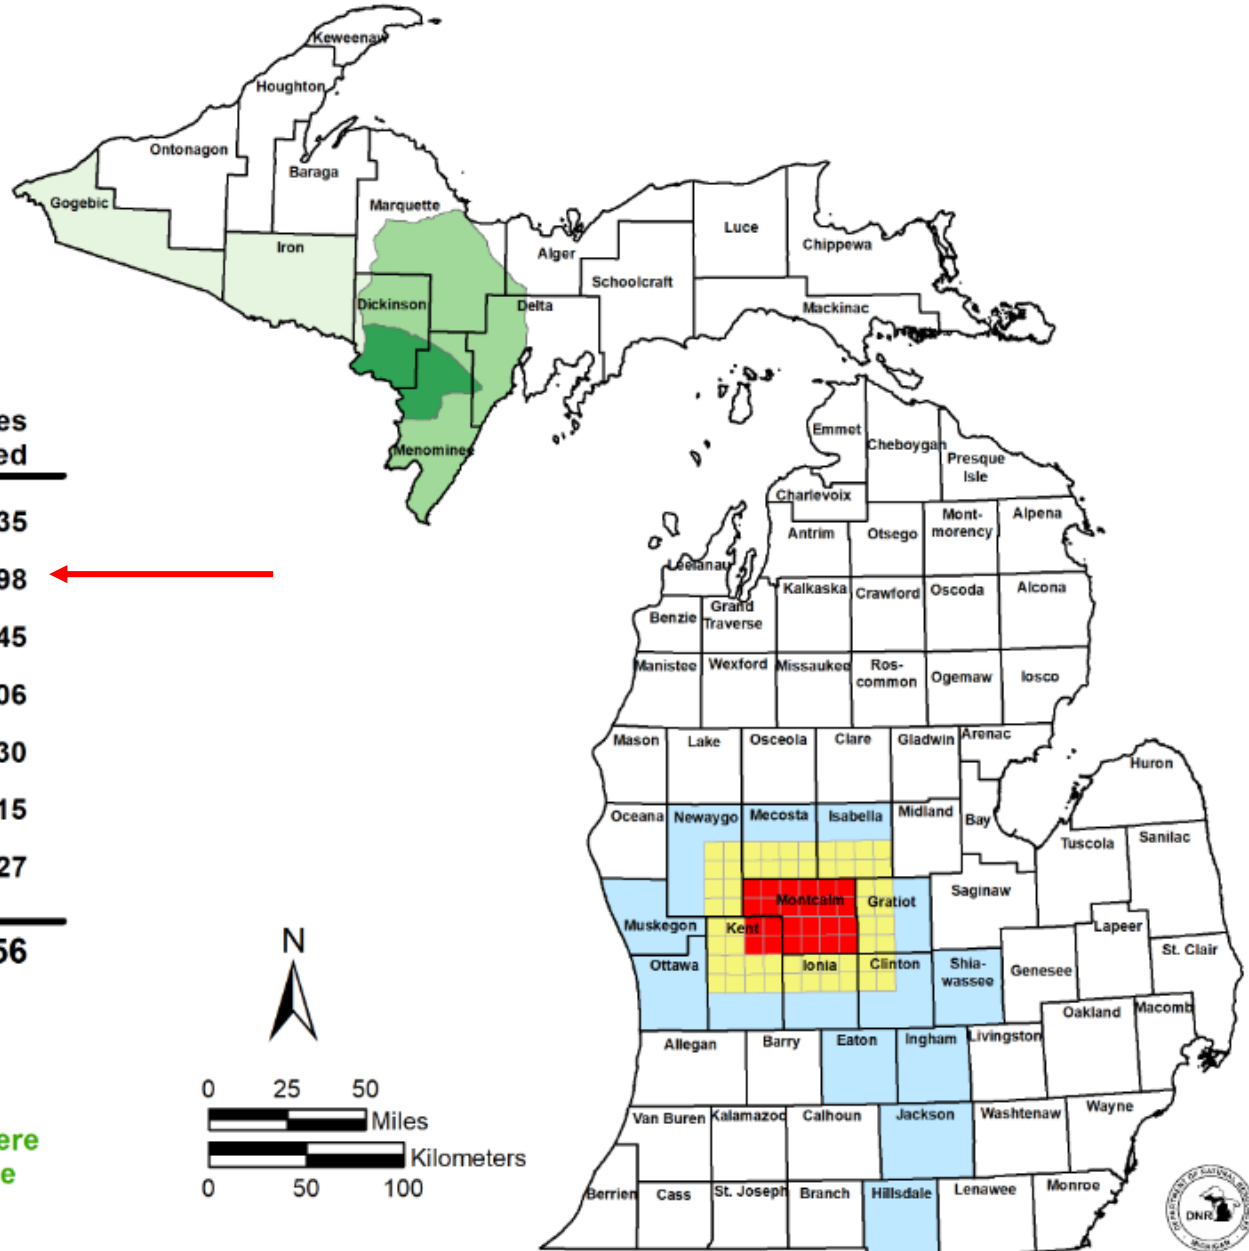 Keweenaw
Houghton
Ontonagon
Baraga
Gogebic
Marquette
Iron
Alger
Luce
Chippewa
Schoolcraft
Dickinson
Delta
Mackinac
Menominee
es
ed
35
98
45
06
30
15
27
56
Emmet
Cheboygan
Presque
Isle
Charlevoix
Antrim
Otsego
Mont-
morency
Alpena
Leelanau
Kalkaska
Crawford
Oscoda
Alcona
Benzie
Grand
Traverse
Manistee
Wexford
Missaukee
Ros-
common
Ogemaw
Iosco
Mason
Lake
Osceola
Clare
Gladwin
Arenac
Huron
Oceana
Newaygo
Mecosta
Isabella
Midland
Bay
Tuscola
Sanilac
Muskegon
Kent
Montcalm
Gratiot
Saginaw
Lapeer
St. Clair
Ottawa
Ionia
Clinton
Shia-
wassee
Genesee
Oakland
Macomb
Allegan
Barry
Eaton
Ingham
Livingston
Van Buren
Kalamazoo
Calhoun
Jackson
Washtenaw
Wayne
Berrien
Cass
St. Joseph
Branch
Hillsdale
Lenawee
Monroe
N
0 25 50
Miles
Kilometers
0 50 100
ere
e
DEPARTMENT OF NATURAL RESOURCES
DNR
MICHIGAN